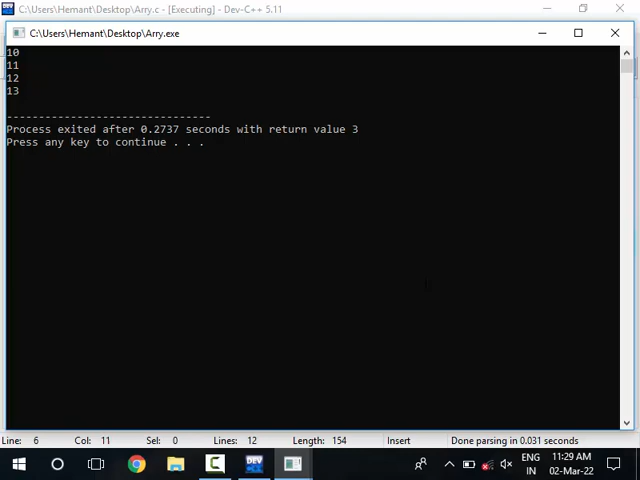 C:\Users\Hemant\Desktop\Arry.c - [Executing] - Dev-C++ 5.11
C:\Users\Hemant\Desktop\Arry.exe
10
11
12
13
--------------------------------
Process exited after 0.2737 seconds with return value 3
Press any key to continue . . .
Line: 6 Col: 11 Sel: 0 Lines: 12 Length: 154 Insert Done parsing in 0.031 seconds
ENG 11:29 AM
IN 02-Mar-22